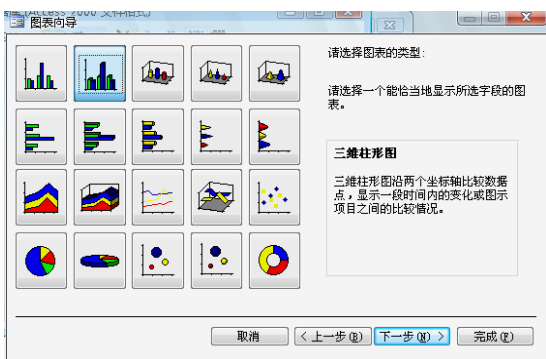 图表向导
请选择图表的类型:
请选择一个能恰当地显示所选字段的图
表。
三维柱形图
三维柱形图沿两个坐标轴比较数据
点，显示一段时间内的变化或图示
项目之间的比较情况。
取消
< 上一步(B)
下一步(N) >
完成(F)